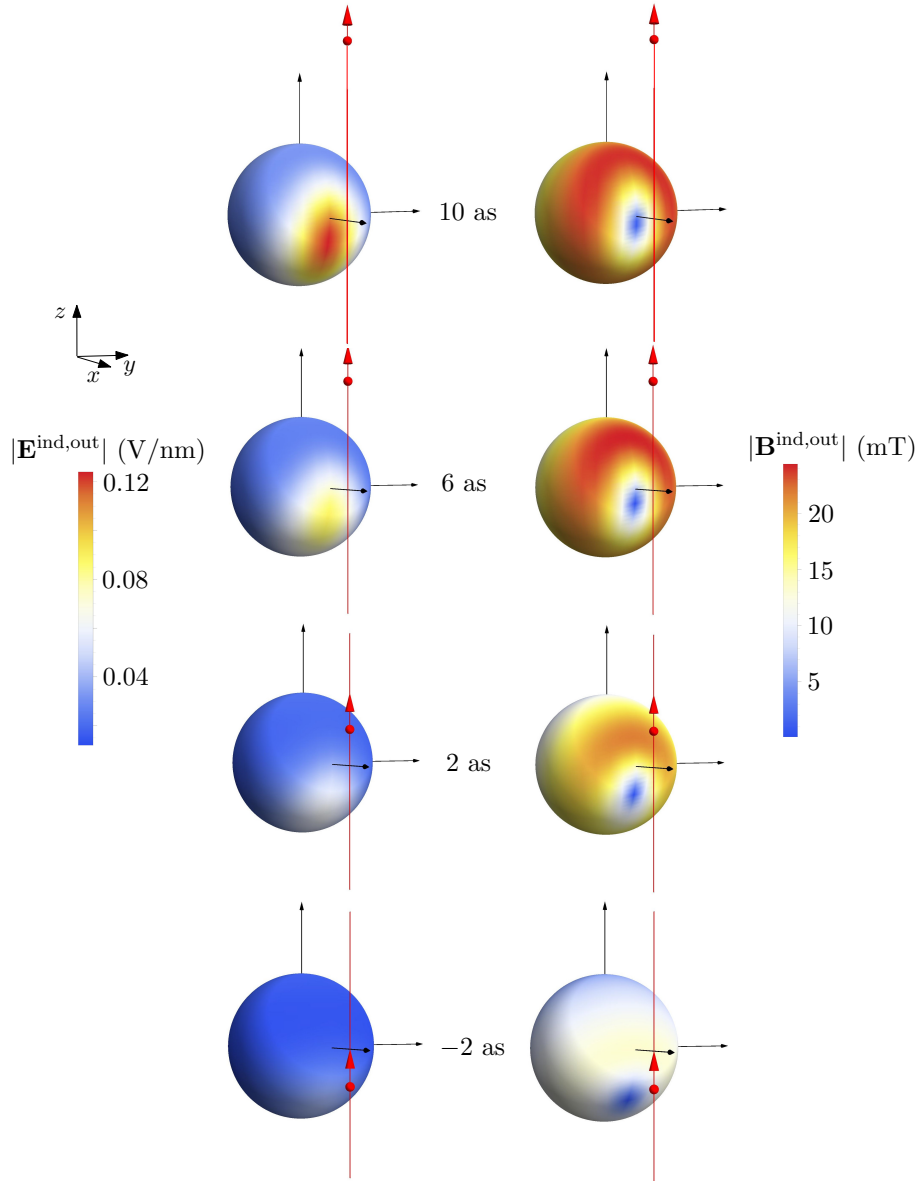 10 as
z
x
y
|E^ind,out| (V/nm)
0.12
0.08
0.04
6 as
|B^ind,out| (mT)
20
15
10
5
2 as
−2 as